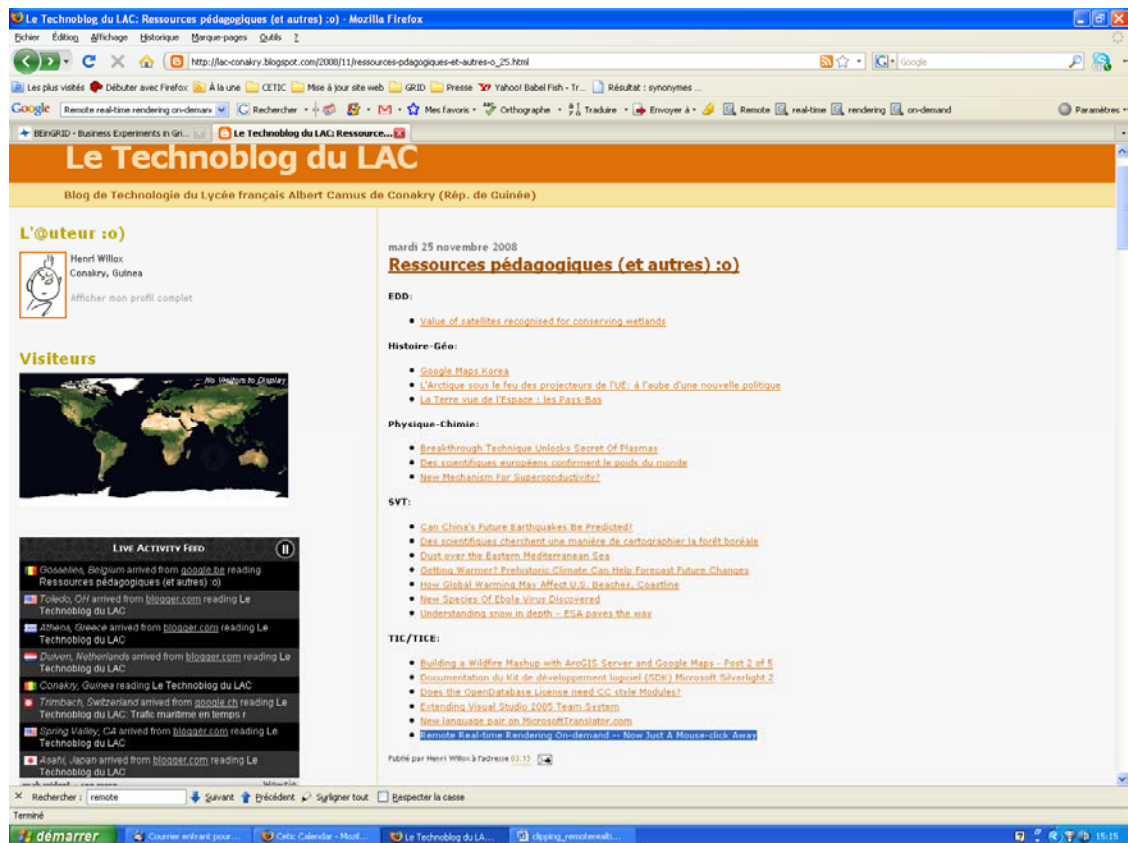 Le Technoblog du LAC: Ressources pédagogiques (et autres) :o) - Mozilla Firefox
Fichier Édition Affichage Historique Marque-pages Outils ?
http://lac-conakry.blogspot.com/2008/11/ressources-pdagogiques-et-autres-o_25.html
Google
Les plus visités Débuter avec Firefox À la une CETIC Mise à jour site web GRID Presse Yahoo! Babel Fish - Tr... Résultat : synonymes ...
Google Remote real-time rendering on-deman Rechercher Mes favoris Orthographe Traduire Envoyer à Remote real-time rendering on-demand Paramètres
BEinGRID - Business Experiments in Gri... Le Technoblog du LAC: Ressource...
Le Technoblog du LAC
Blog de Technologie du Lycée français Albert Camus de Conakry (Rép. de Guinée)
L'@uteur :o)
Henri Willox
Conakry, Guinea
Afficher mon profil complet
Visiteurs
No Visitors to Display
LIVE ACTIVITY FEED
Gosselies, Belgium arrived from google.be reading
Ressources pédagogiques (et autres) :o)
Toledo, OH arrived from blogger.com reading Le
Technoblog du LAC
Athens, Greece arrived from blogger.com reading Le
Technoblog du LAC
Duiven, Netherlands arrived from blogger.com reading Le
Technoblog du LAC
Conakry, Guinea reading Le Technoblog du LAC
Trimbach, Switzerland arrived from google.ch reading Le
Technoblog du LAC: Trafic maritime en temps r
Spring Valley, CA arrived from blogger.com reading Le
Technoblog du LAC
Asahi, Japan arrived from blogger.com reading Le
Technoblog du LAC
mardi 25 novembre 2008
Ressources pédagogiques (et autres) :o)
EDD:
Value of satellites recognised for conserving wetlands
Histoire-Géo:
Google Maps Korea
L'Arctique sous le feu des projecteurs de l'UE: à l'aube d'une nouvelle politique
La Terre vue de l'Espace : les Pays-Bas
Physique-Chimie:
Breakthrough Technique Unlocks Secret Of Plasmas
Des scientifiques européens confirment le poids du monde
New Mechanism For Superconductivity?
SVT:
Can China's Future Earthquakes Be Predicted?
Des scientifiques cherchent une manière de cartographier la forêt boréale
Dust over the Eastern Mediterranean Sea
Getting Warmer? Prehistoric Climate Can Help Forecast Future Changes
How Global Warming May Affect U.S. Beaches, Coastline
New Species Of Ebola Virus Discovered
Understanding snow in depth – ESA paves the way
TIC/TICE:
Building a Wildfire Mashup with ArcGIS Server and Google Maps - Post 2 of 5
Documentation du Kit de développement logiciel (SDK) Microsoft Silverlight 2
Does the OpenDatabase License need CC style Modules?
Extending Visual Studio 2005 Team System
New language pair on MicrosoftTranslator.com
Remote Real-time Rendering On-demand -- Now Just A Mouse-click Away
Publié par Henri Willox à l'adresse 03:15
Rechercher : remote Suivant Précédent Surligner tout Respecter la casse
Terminé
démarrer Courrier entrant pour... Cetic Calendar - Mozil... Le Technoblog du LA... clipping_remoterealti... 15:15